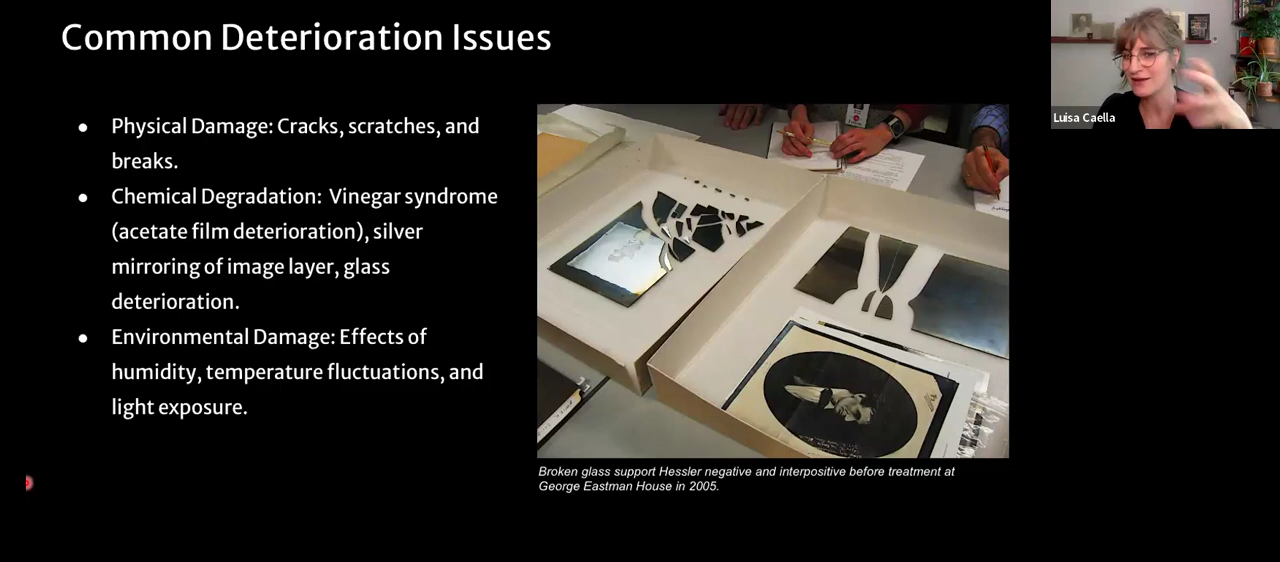 Common Deterioration Issues
Luisa Caella
● Physical Damage: Cracks, scratches, and
breaks.
● Chemical Degradation: Vinegar syndrome
(acetate film deterioration), silver
mirroring of image layer, glass
deterioration.
● Environmental Damage: Effects of
humidity, temperature fluctuations, and
light exposure.
Broken glass support Hessler negative and interpositive before treatment at
George Eastman House in 2005.